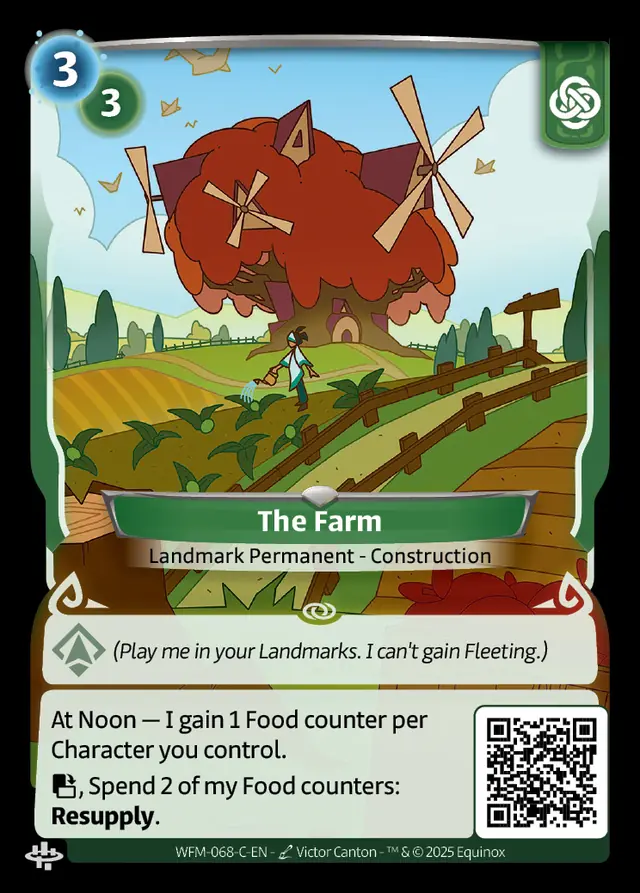 3
3
The Farm
Landmark Permanent - Construction
(Play me in your Landmarks. I can't gain Fleeting.)
At Noon — I gain 1 Food counter per
Character you control.
, Spend 2 of my Food counters:
Resupply.
WFM-068-C-EN - Victor Canton - ™ & © 2025 Equinox